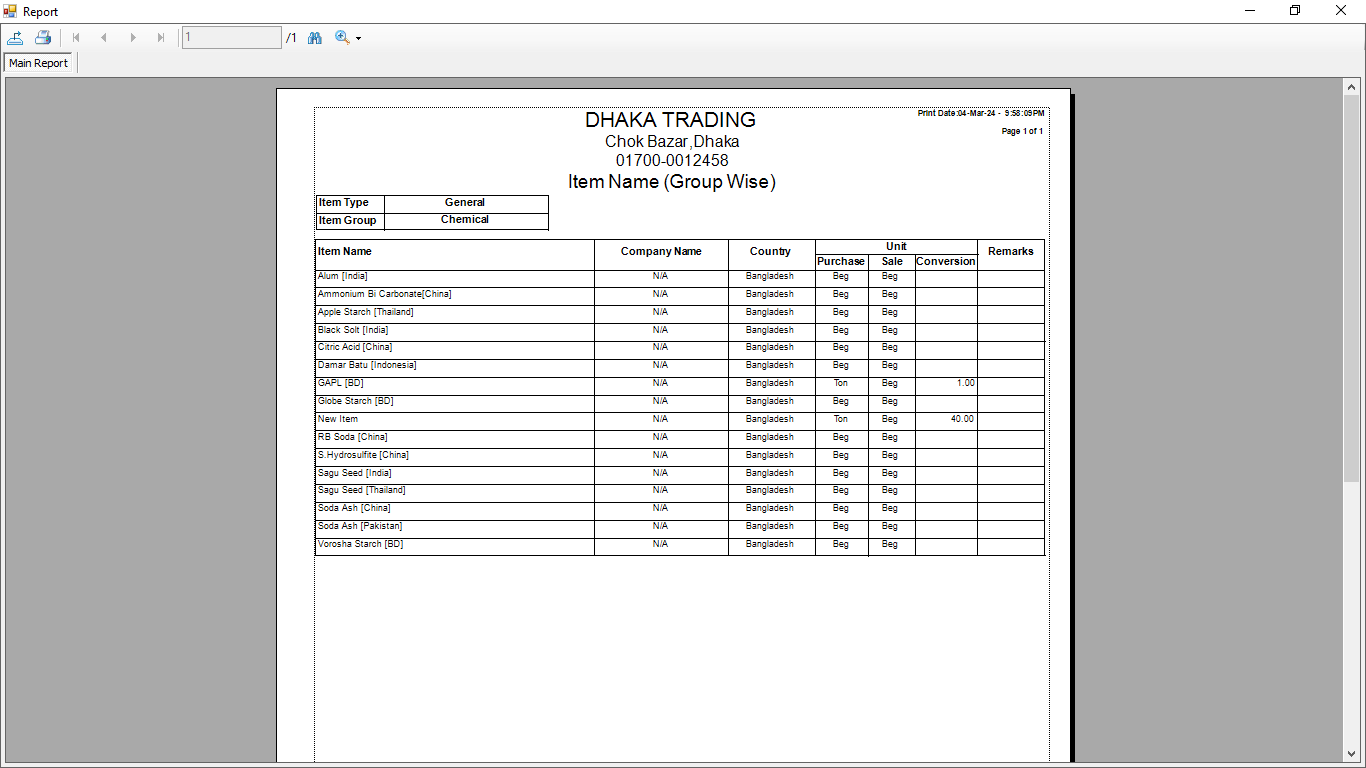 Report
1 /1
Main Report
Print Date:04-Mar-24 - 9:58:09PM
Page 1 of 1
DHAKA TRADING
Chok Bazar,Dhaka
01700-0012458
Item Name (Group Wise)
Item Type General
Item Group Chemical
Item Name Company Name Country Unit Remarks
Purchase Sale Conversion
Alum [India] N/A Bangladesh Beg Beg
Ammonium Bi Carbonate[China] N/A Bangladesh Beg Beg
Apple Starch [Thailand] N/A Bangladesh Beg Beg
Black Solt [India] N/A Bangladesh Beg Beg
Citric Acid [China] N/A Bangladesh Beg Beg
Damar Batu [Indonesia] N/A Bangladesh Beg Beg
GAPL [BD] N/A Bangladesh Ton Beg 1.00
Globe Starch [BD] N/A Bangladesh Beg Beg
New Item N/A Bangladesh Ton Beg 40.00
RB Soda [China] N/A Bangladesh Beg Beg
S.Hydrosulfite [China] N/A Bangladesh Beg Beg
Sagu Seed [India] N/A Bangladesh Beg Beg
Sagu Seed [Thailand] N/A Bangladesh Beg Beg
Soda Ash [China] N/A Bangladesh Beg Beg
Soda Ash [Pakistan] N/A Bangladesh Beg Beg
Vorosha Starch [BD] N/A Bangladesh Beg Beg